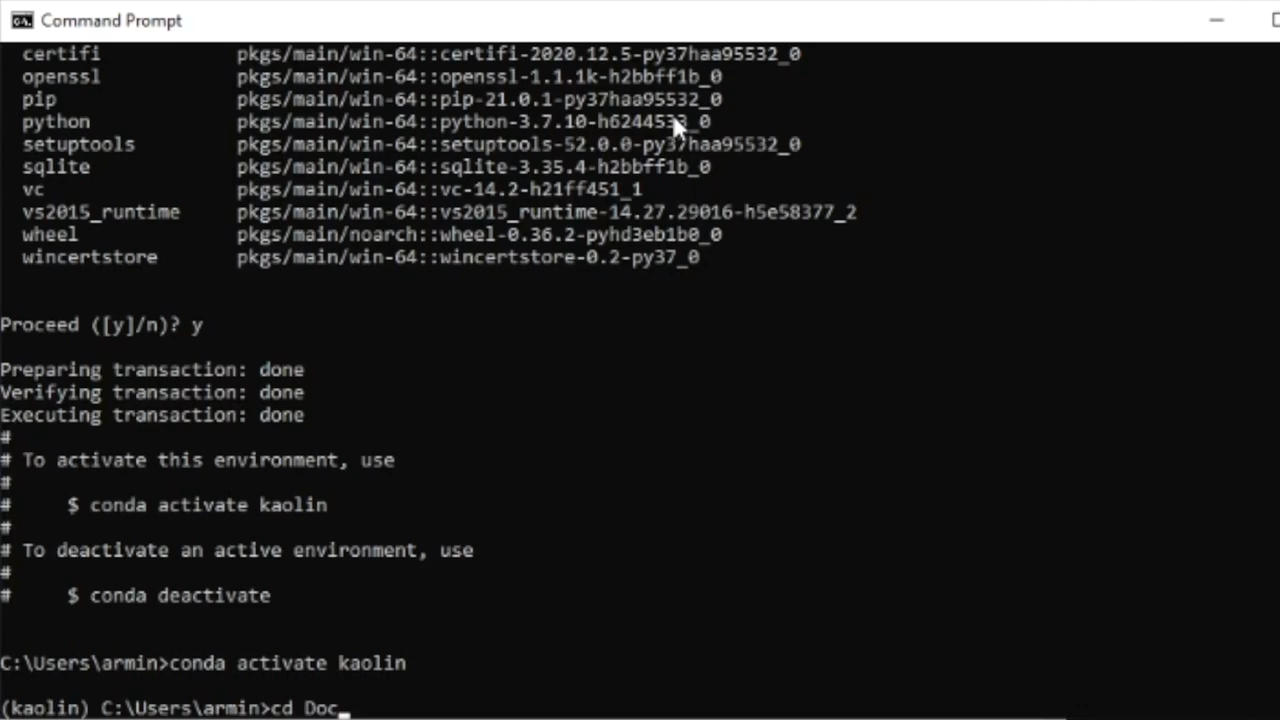 Command Prompt
certifi pkgs/main/win-64::certifi-2020.12.5-py37haa95532_0
openssl pkgs/main/win-64::openssl-1.1.1k-h2bbff1b_0
pip pkgs/main/win-64::pip-21.0.1-py37haa95532_0
python pkgs/main/win-64::python-3.7.10-h6244533_0
setuptools pkgs/main/win-64::setuptools-52.0.0-py37haa95532_0
sqlite pkgs/main/win-64::sqlite-3.35.4-h2bbff1b_0
vc pkgs/main/win-64::vc-14.2-h21ff451_1
vs2015_runtime pkgs/main/win-64::vs2015_runtime-14.27.29016-h5e58377_2
wheel pkgs/main/noarch::wheel-0.36.2-pyhd3eb1b0_0
wincertstore pkgs/main/win-64::wincertstore-0.2-py37_0
Proceed ([y]/n)? y
Preparing transaction: done
Verifying transaction: done
Executing transaction: done
#
# To activate this environment, use
#
# $ conda activate kaolin
#
# To deactivate an active environment, use
#
# $ conda deactivate
C:\Users\armin>conda activate kaolin
(kaolin) C:\Users\armin>cd Doc